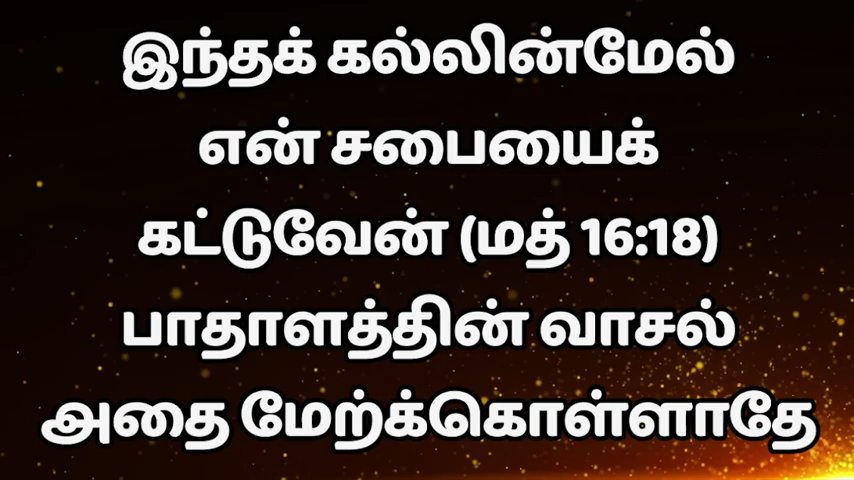 இந்தக் கல்லின்மேல்
என் சபையைக்
கட்டுவேன் (மத் 16:18)
பாதாளத்தின் வாசல்
அதை மேற்க்கொள்ளாதே